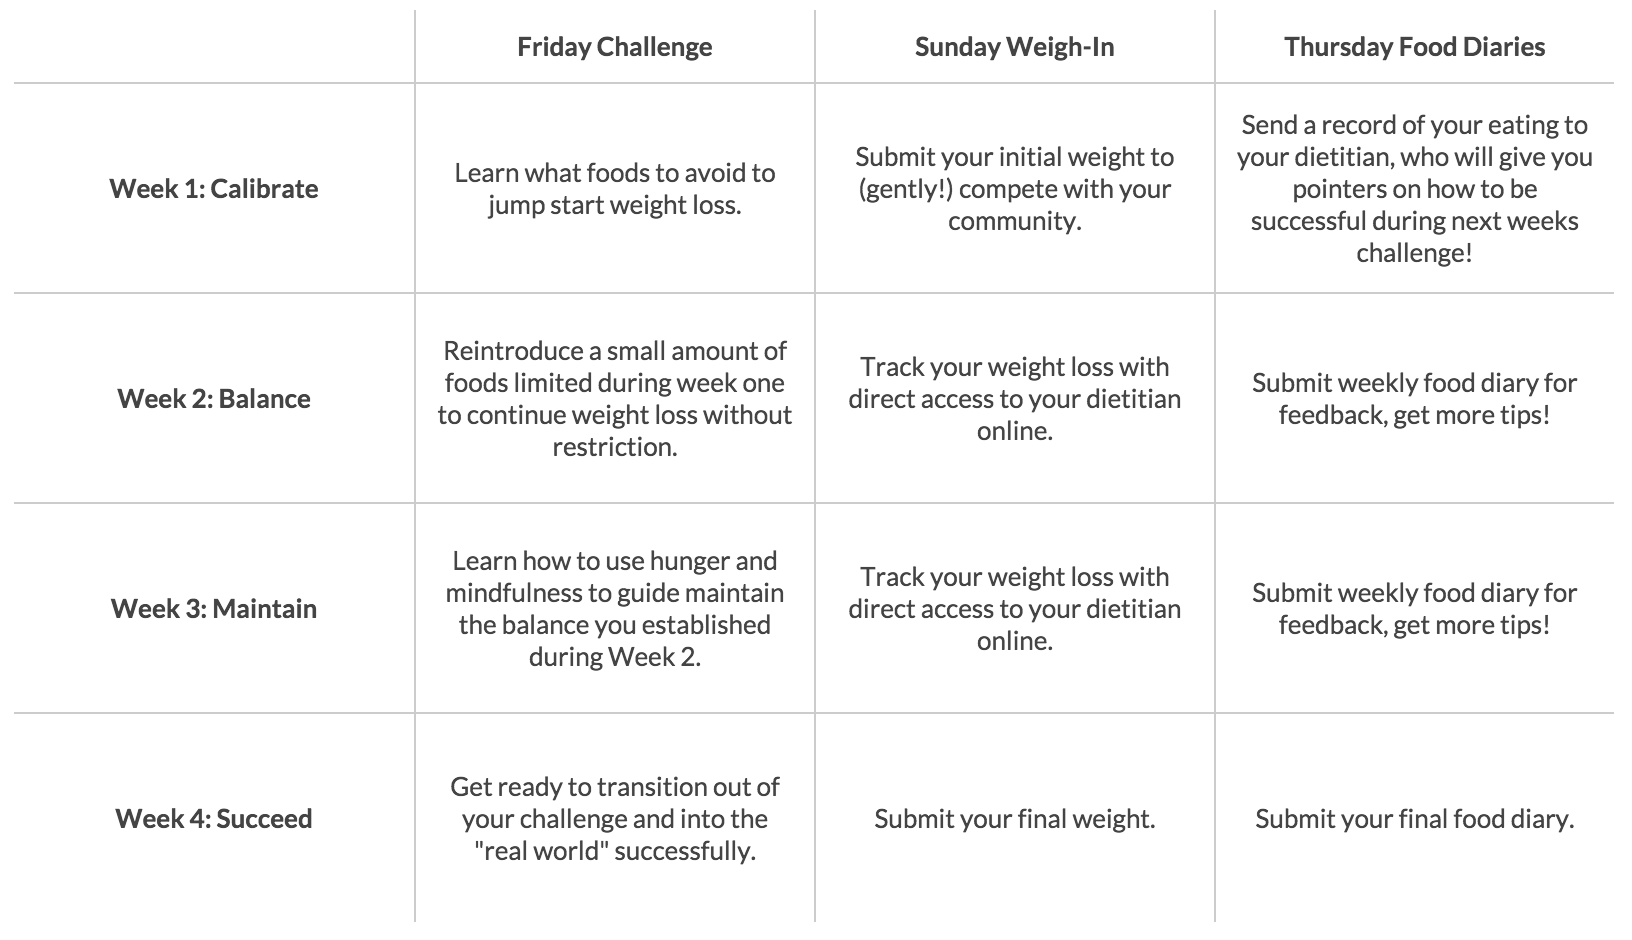 Friday Challenge
Sunday Weigh-In
Thursday Food Diaries
Week 1: Calibrate
Learn what foods to avoid to
jump start weight loss.
Submit your initial weight to
(gently!) compete with your
community.
Send a record of your eating to
your dietitian, who will give you
pointers on how to be
successful during next weeks
challenge!
Week 2: Balance
Reintroduce a small amount of
foods limited during week one
to continue weight loss without
restriction.
Track your weight loss with
direct access to your dietitian
online.
Submit weekly food diary for
feedback, get more tips!
Week 3: Maintain
Learn how to use hunger and
mindfulness to guide maintain
the balance you established
during Week 2.
Track your weight loss with
direct access to your dietitian
online.
Submit weekly food diary for
feedback, get more tips!
Week 4: Succeed
Get ready to transition out of
your challenge and into the
"real world" successfully.
Submit your final weight.
Submit your final food diary.